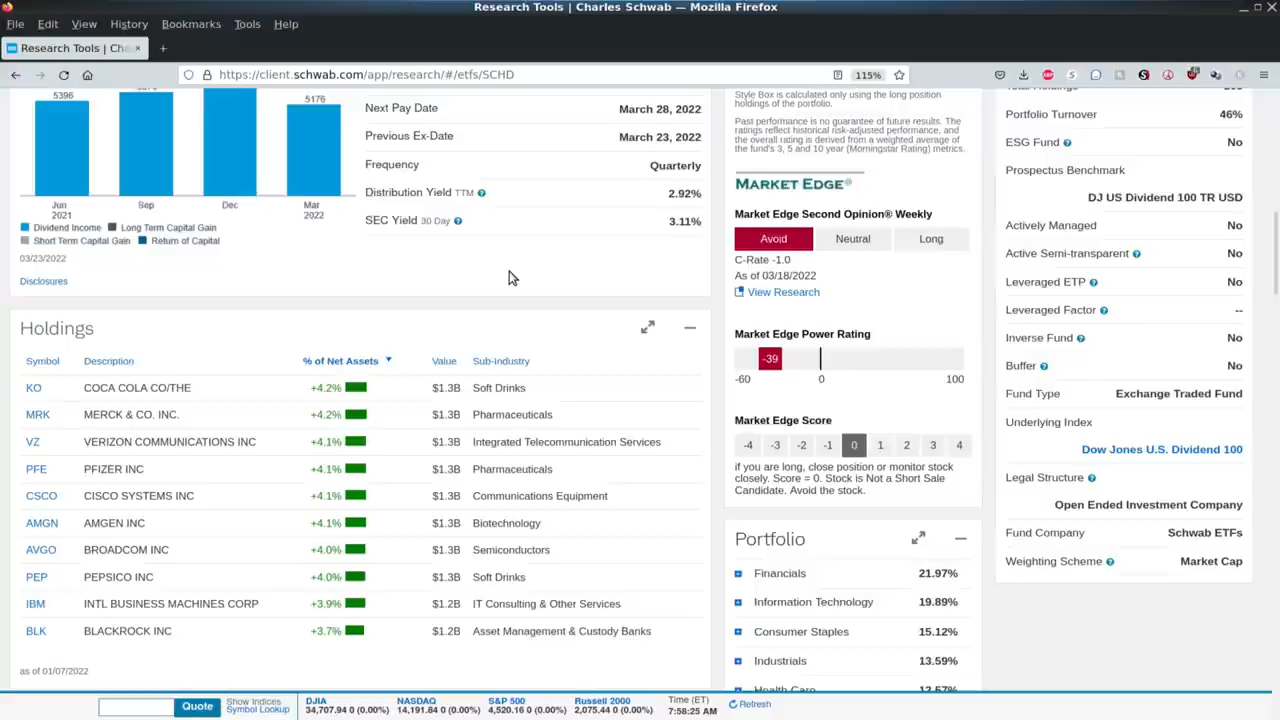 Research Tools | Charles Schwab — Mozilla Firefox
File Edit View History Bookmarks Tools Help
Research Tools | Cha
https://client.schwab.com/app/research/#/etfs/SCHD 115%
5396
5176
Jun
2021
Sep
Dec
Mar
2022
Dividend Income Long Term Capital Gain
Short Term Capital Gain Return of Capital
03/23/2022
Disclosures
Next Pay Date March 28, 2022
Previous Ex-Date March 23, 2022
Frequency Quarterly
Distribution Yield TTM 2.92%
SEC Yield 30 Day 3.11%
Holdings
Symbol Description % of Net Assets Value Sub-Industry
KO COCA COLA CO/THE +4.2% $1.3B Soft Drinks
MRK MERCK & CO. INC. +4.2% $1.3B Pharmaceuticals
VZ VERIZON COMMUNICATIONS INC +4.1% $1.3B Integrated Telecommunication Services
PFE PFIZER INC +4.1% $1.3B Pharmaceuticals
CSCO CISCO SYSTEMS INC +4.1% $1.3B Communications Equipment
AMGN AMGEN INC +4.1% $1.3B Biotechnology
AVGO BROADCOM INC +4.0% $1.3B Semiconductors
PEP PEPSICO INC +4.0% $1.3B Soft Drinks
IBM INTL BUSINESS MACHINES CORP +3.9% $1.2B IT Consulting & Other Services
BLK BLACKROCK INC +3.7% $1.2B Asset Management & Custody Banks
as of 01/07/2022
Style Box is calculated only using the long position
holdings of the portfolio.
Past performance is no guarantee of future results. The
ratings reflect historical risk-adjusted performance, and
the overall rating is derived from a weighted average of
the fund's 3, 5 and 10 year (Morningstar Rating) metrics.
MARKET EDGE®
Market Edge Second Opinion® Weekly
Avoid Neutral Long
C-Rate -1.0
As of 03/18/2022
View Research
Market Edge Power Rating
-39
-60 0 100
Market Edge Score
-4 -3 -2 -1 0 1 2 3 4
if you are long, close position or monitor stock
closely. Score = 0. Stock is Not a Short Sale
Candidate. Avoid the stock.
Portfolio
Financials 21.97%
Information Technology 19.89%
Consumer Staples 15.12%
Industrials 13.59%
Health Care 12.57%
Total Holdings
Portfolio Turnover 46%
ESG Fund No
Prospectus Benchmark
DJ US Dividend 100 TR USD
Actively Managed No
Active Semi-transparent No
Leveraged ETP No
Leveraged Factor --
Inverse Fund No
Buffer No
Fund Type Exchange Traded Fund
Underlying Index
Dow Jones U.S. Dividend 100
Legal Structure
Open Ended Investment Company
Fund Company Schwab ETFs
Weighting Scheme Market Cap
Quote
Show Indices
Symbol Lookup
DJIA
34,707.94 0 (0.00%)
NASDAQ
14,191.84 0 (0.00%)
S&P 500
4,520.16 0 (0.00%)
Russell 2000
2,075.44 0 (0.00%)
Time (ET)
7:58:25 AM
Refresh